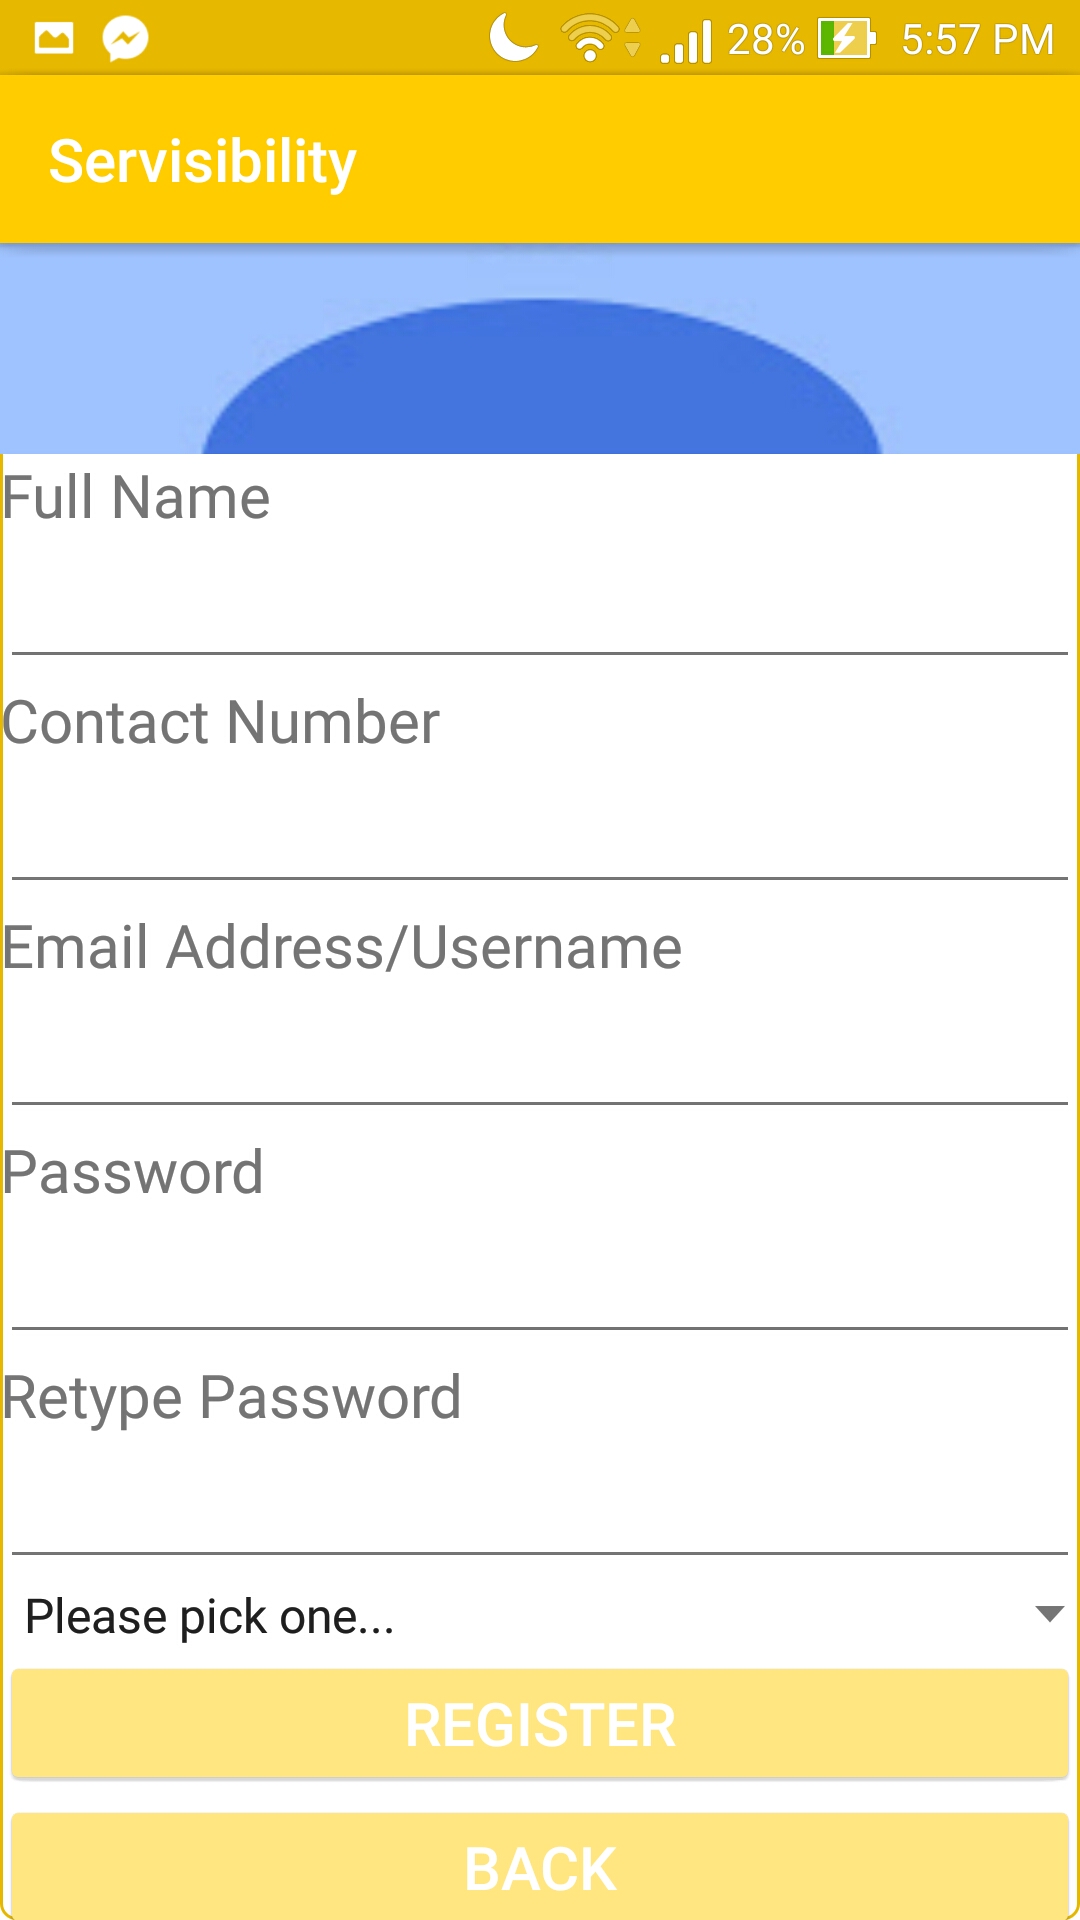 28% 5:57 PM
Servisibility
Full Name
Contact Number
Email Address/Username
Password
Retype Password
Please pick one...
REGISTER
BACK